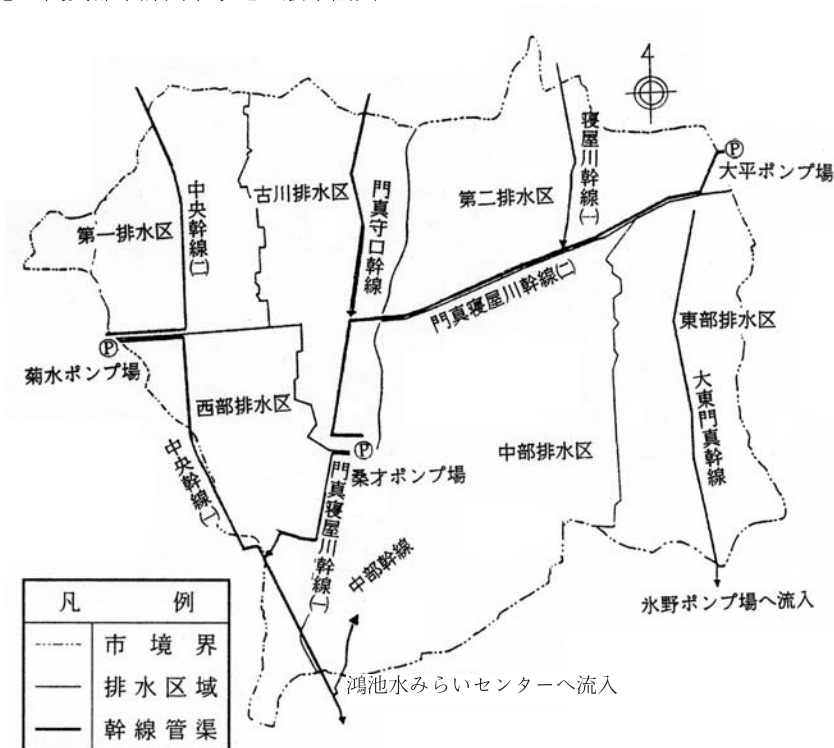 4
寝屋川幹線㈠
Ⓟ
大平ポンプ場
中央幹線㈡
古川排水区
門真守口幹線
第二排水区
第一排水区
門真寝屋川幹線㈡
東部排水区
Ⓟ
菊水ポンプ場
西部排水区
大東門真幹線
中部排水区
Ⓟ
桑才ポンプ場
中央幹線㈠
門真寝屋川幹線㈠
中部幹線
氷野ポンプ場へ流入
鴻池水みらいセンターへ流入
凡 例
市境界
排水区域
幹線管渠